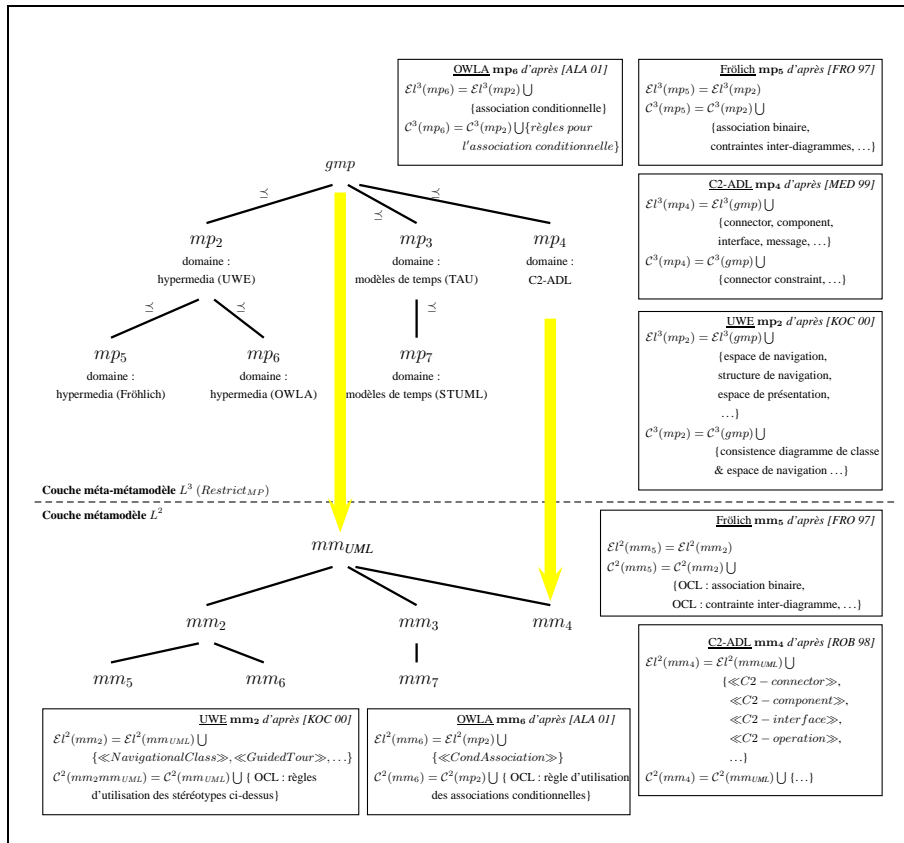 OWLA mp₆ d'après [ALA 01]
ℰl³(mp₆) = ℰl³(mp₂) ⋃
{association conditionnelle}
𝒞³(mp₆) = 𝒞³(mp₂) ⋃{règles pour
l'association conditionnelle}
Frölich mp₅ d'après [FRO 97]
ℰl³(mp₅) = ℰl³(mp₂)
𝒞³(mp₅) = 𝒞³(mp₂) ⋃
{association binaire,
contraintes inter-diagrammes, …}
gmp
⪯
⪯
⪯
mp₂
domaine :
hypermedia (UWE)
mp₃
domaine :
modèles de temps (TAU)
mp₄
domaine :
C2-ADL
C2-ADL mp₄ d'après [MED 99]
ℰl³(mp₄) = ℰl³(gmp) ⋃
{connector, component,
interface, message, …}
𝒞³(mp₄) = 𝒞³(gmp) ⋃
{connector constraint, …}
⪯
⪯
⪯
mp₅
domaine :
hypermedia (Fröhlich)
mp₆
domaine :
hypermedia (OWLA)
mp₇
domaine :
modèles de temps (STUML)
UWE mp₂ d'après [KOC 00]
ℰl³(mp₂) = ℰl³(gmp) ⋃
{espace de navigation,
structure de navigation,
espace de présentation,
…}
𝒞³(mp₂) = 𝒞³(gmp) ⋃
{consistence diagramme de classe
& espace de navigation …}
Couche méta-métamodèle L³ (Restrict_MP)
Couche métamodèle L²
mm_UML
Frölich mm₅ d'après [FRO 97]
ℰl²(mm₅) = ℰl²(mm₂)
𝒞²(mm₅) = 𝒞²(mm₂) ⋃
{OCL : association binaire,
OCL : contrainte inter-diagramme, …}
mm₂
mm₃
mm₄
mm₅
mm₆
mm₇
C2-ADL mm₄ d'après [ROB 98]
ℰl²(mm₄) = ℰl²(mm_UML) ⋃
{≪C2 − connector≫,
≪C2 − component≫,
≪C2 − interface≫,
≪C2 − operation≫,
…}
𝒞²(mm₄) = 𝒞²(mm_UML) ⋃ {…}
UWE mm₂ d'après [KOC 00]
ℰl²(mm₂) = ℰl²(mm_UML) ⋃
{≪NavigationalClass≫, ≪GuidedTour≫, …}
𝒞²(mm₂mm_UML) = 𝒞²(mm_UML) ⋃ { OCL : règles
d'utilisation des stéréotypes ci-dessus}
OWLA mm₆ d'après [ALA 01]
ℰl²(mm₆) = ℰl²(mp₂) ⋃
{≪CondAssociation≫}
𝒞²(mm₆) = 𝒞²(mp₂) ⋃ { OCL : règle d'utilisation
des associations conditionnelles}